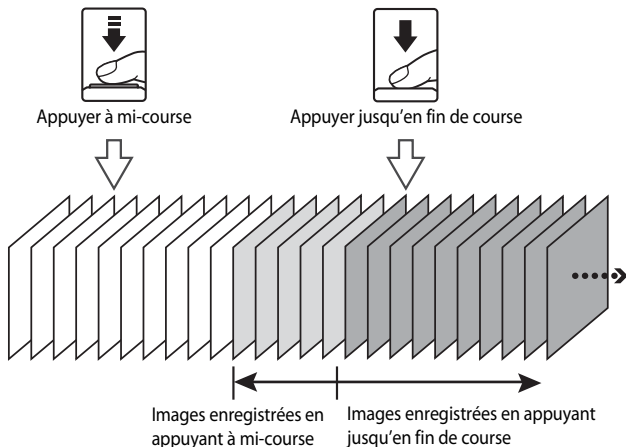 Appuyer à mi-course
Appuyer jusqu’en fin de course
Images enregistrées en
appuyant à mi-course
Images enregistrées en appuyant
jusqu’en fin de course